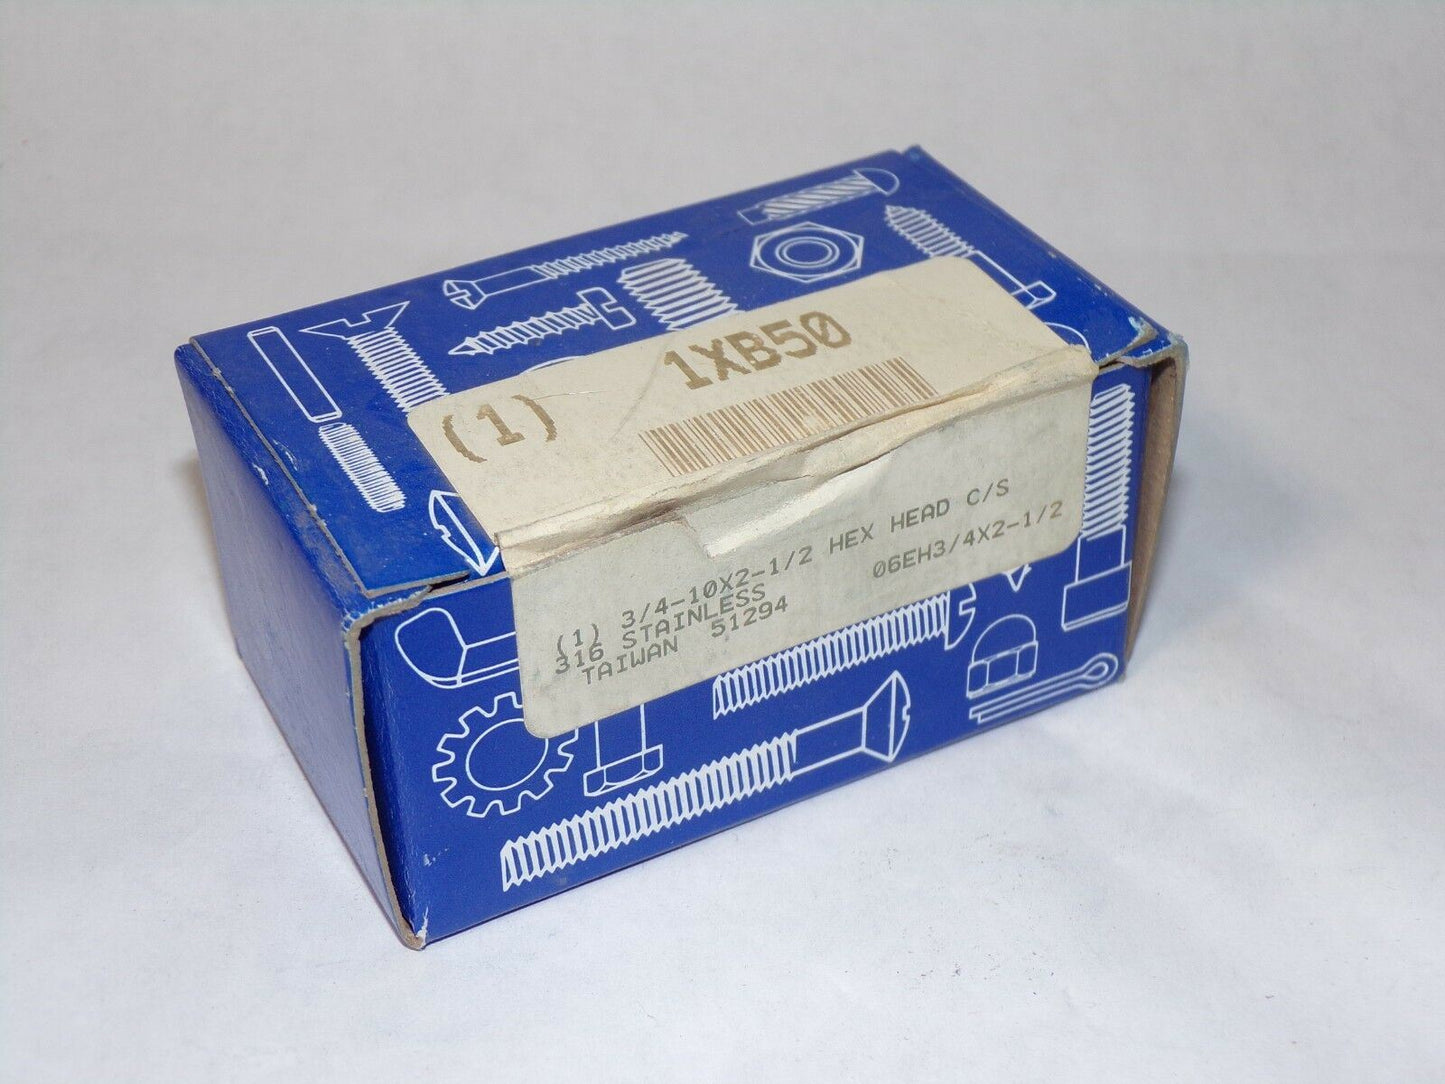 (1) 1XB50
(1) 3/4-10X2-1/2 HEX HEAD C/S
316 STAINLESS 06EH3/4X2-1/2
TAIWAN 51294